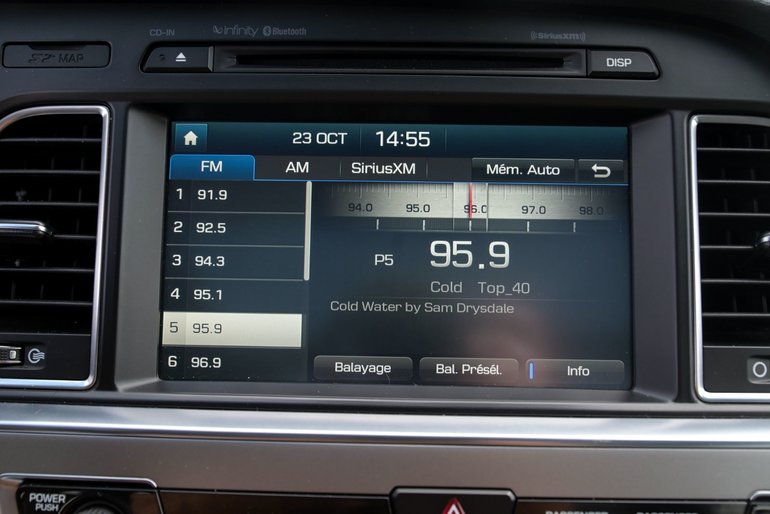 CD-IN infinity Bluetooth SiriusXM
MAP
DISP
23 OCT 14:55
FM AM SiriusXM Mém. Auto
1 91.9
2 92.5
3 94.3
4 95.1
5 95.9
6 96.9
94.0 95.0 96.0 97.0 98.0
P5 95.9
Cold Top_40
Cold Water by Sam Drysdale
Balayage Bal. Présél. Info
POWER
PUSH
PASSENGER PASSENGER